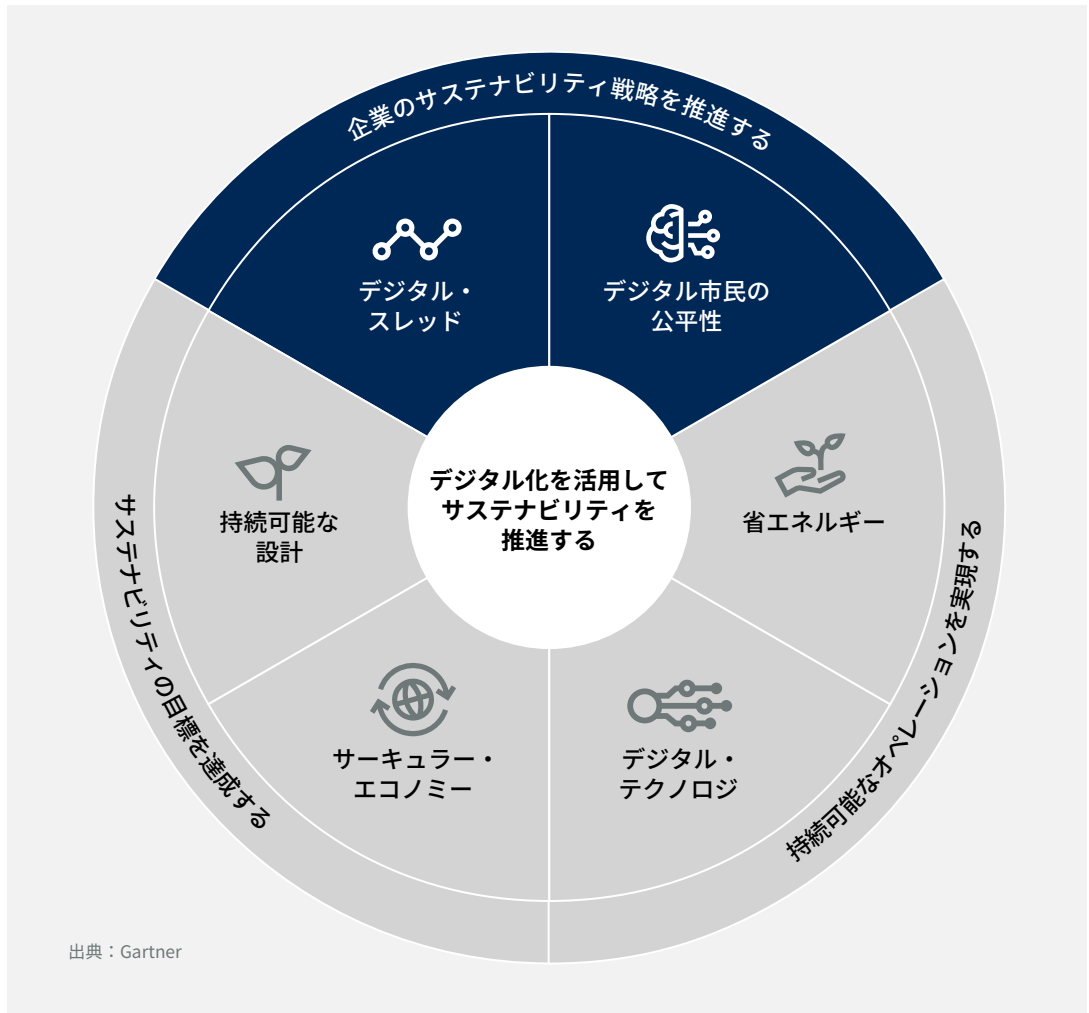 企業のサステナビリティ戦略を推進する
デジタル・
スレッド
デジタル市民の
公平性
持続可能な
設計
デジタル化を活用して
サステナビリティを
推進する
省エネルギー
サステナビリティの目標を達成する
持続可能なオペレーションを実現する
サーキュラー・
エコノミー
デジタル・
テクノロジ
出典：Gartner